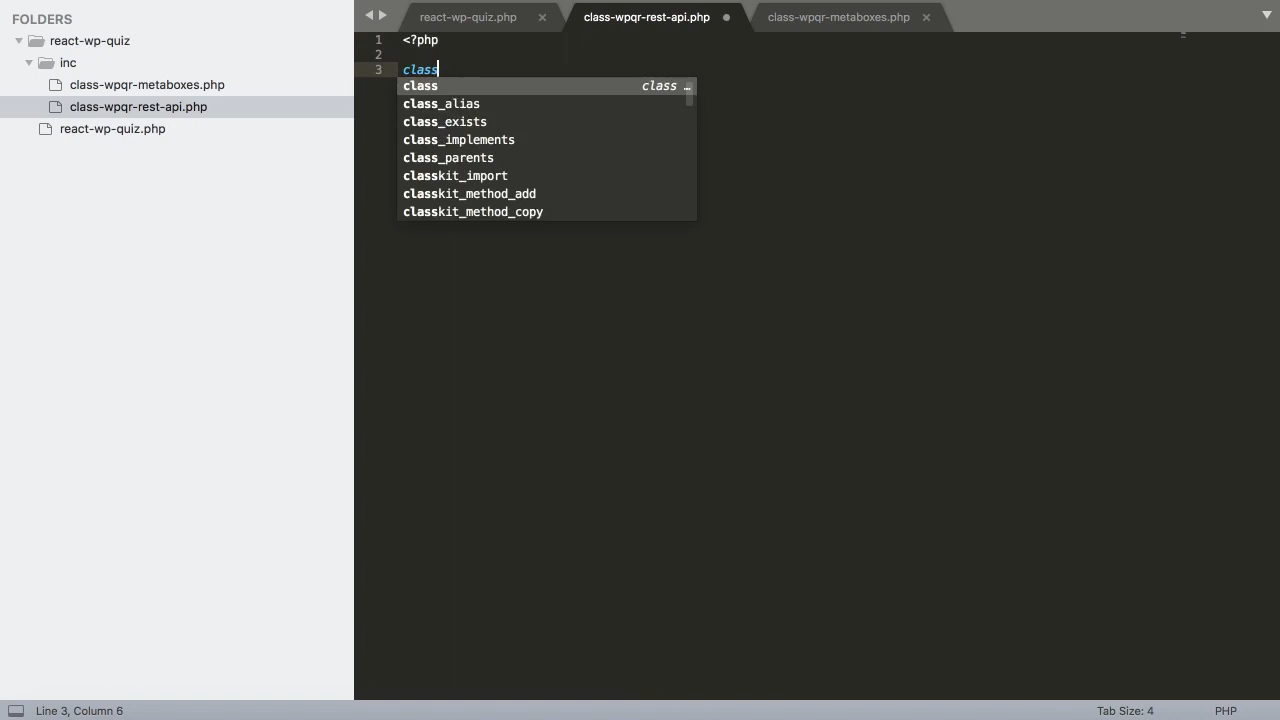 FOLDERS
react-wp-quiz
inc
class-wpqr-metaboxes.php
class-wpqr-rest-api.php
react-wp-quiz.php
react-wp-quiz.php
class-wpqr-rest-api.php
class-wpqr-metaboxes.php
1 <?php
2
3 class
class class …
class_alias
class_exists
class_implements
class_parents
classkit_import
classkit_method_add
classkit_method_copy
Line 3, Column 6
Tab Size: 4
PHP